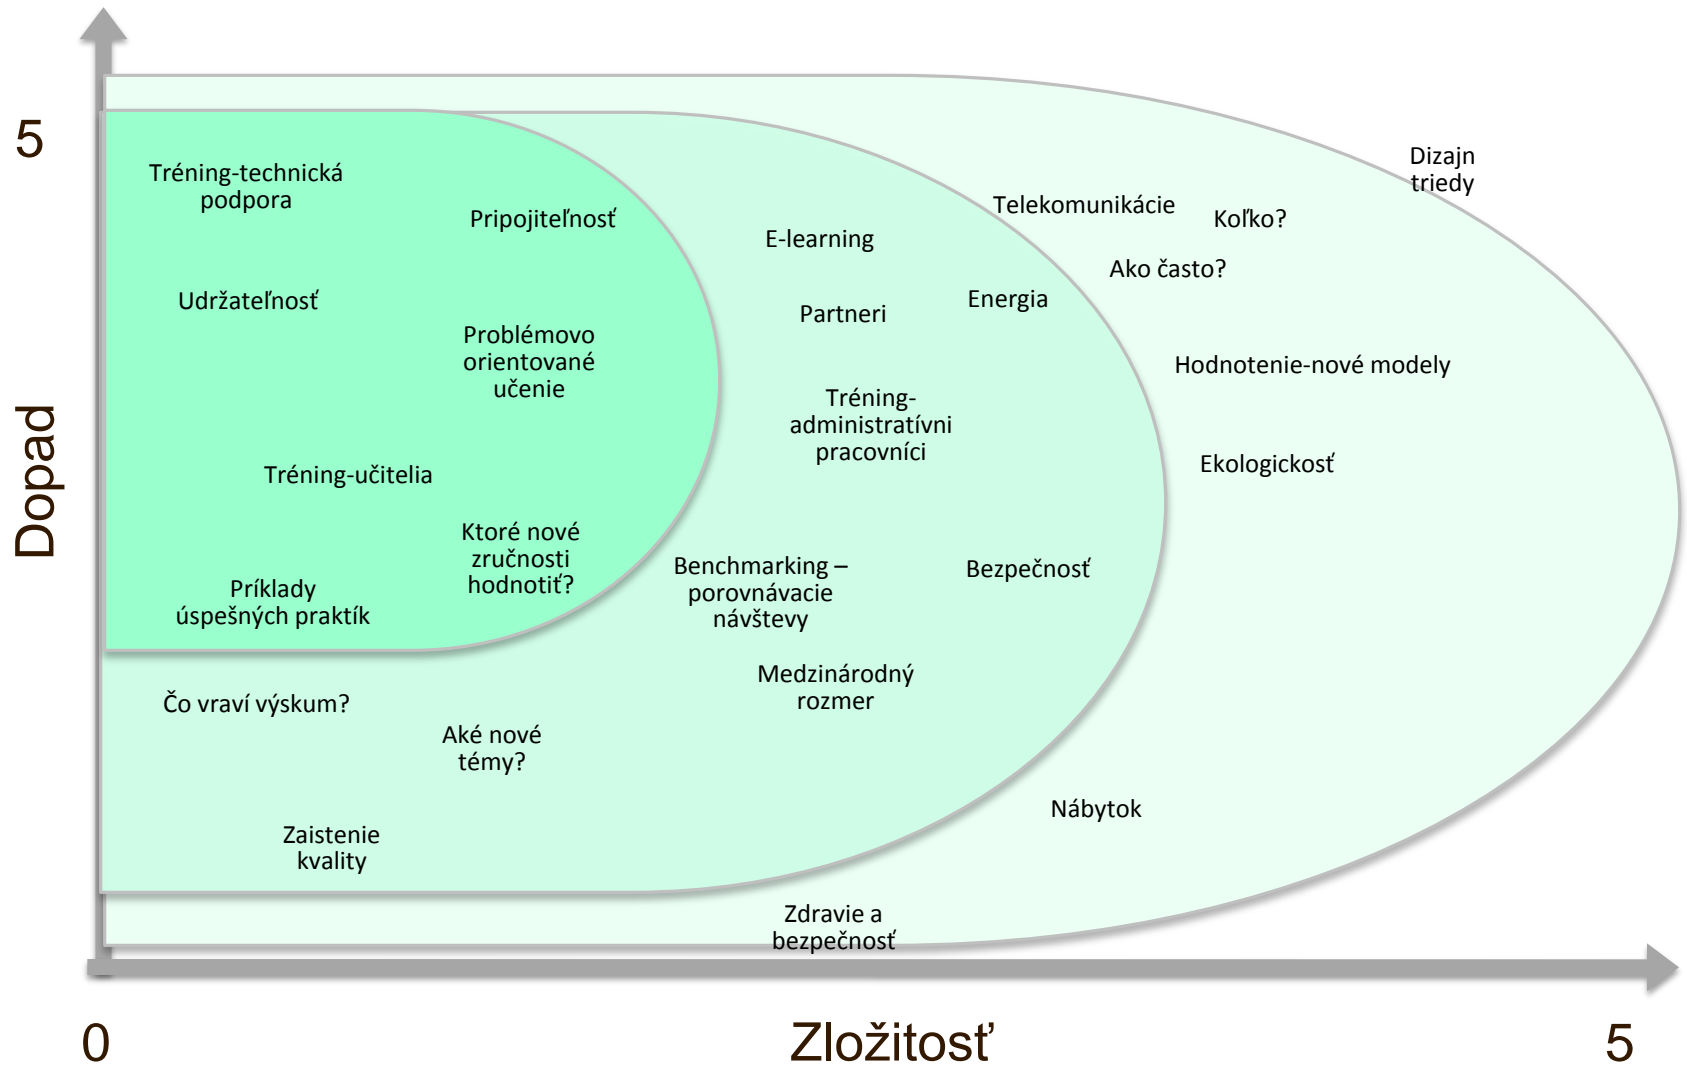 5
Dizajn
triedy
Tréning-technická
podpora
Pripojiteľnosť
Telekomunikácie
Koľko?
E-learning
Ako často?
Udržateľnosť
Energia
Partneri
Problémovo
orientované
učenie
Hodnotenie-nové modely
Tréning-
administratívni
pracovníci
Dopad
Tréning-učitelia
Ekologickosť
Ktoré nové
zručnosti
hodnotiť?
Benchmarking –
porovnávacie
návštevy
Bezpečnosť
Príklady
úspešných praktík
Medzinárodný
rozmer
Čo vraví výskum?
Aké nové
témy?
Nábytok
Zaistenie
kvality
Zdravie a
bezpečnosť
0
Zložitosť
5